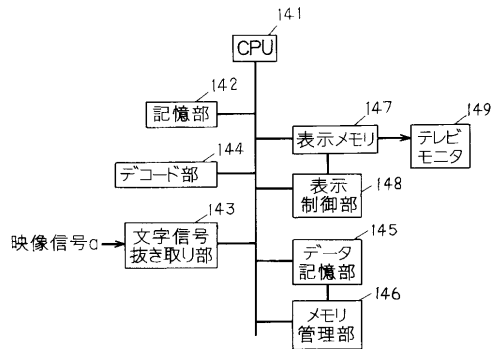 141
CPU
142
記憶部
147
149
表示メモリ
テレビ
モニタ
144
デコード部
表示
制御部
148
143
映像信号a
文字信号
抜き取り部
145
データ
記憶部
146
メモリ
管理部